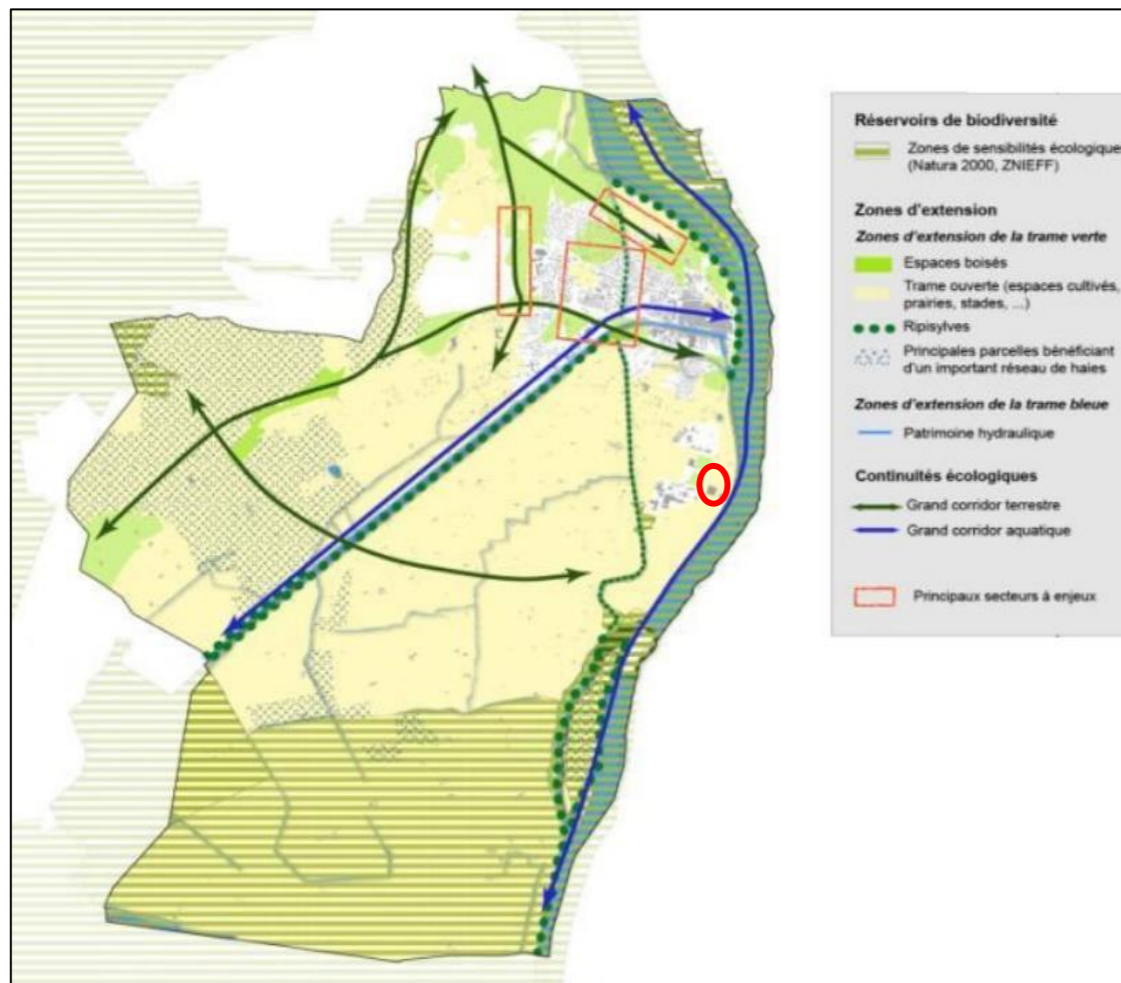 Réservoirs de biodiversité
Zones de sensibilités écologique
(Natura 2000, ZNIEFF)
Zones d'extension
Zones d'extension de la trame verte
Espaces boisés
Trame ouverte (espaces cultivés,
prairies, stades, ...)
Ripisylves
Principales parcelles bénéficiant
d'un important réseau de haies
Zones d'extension de la trame bleue
Patrimoine hydraulique
Continuités écologiques
Grand corridor terrestre
Grand corridor aquatique
Principaux secteurs à enjeux